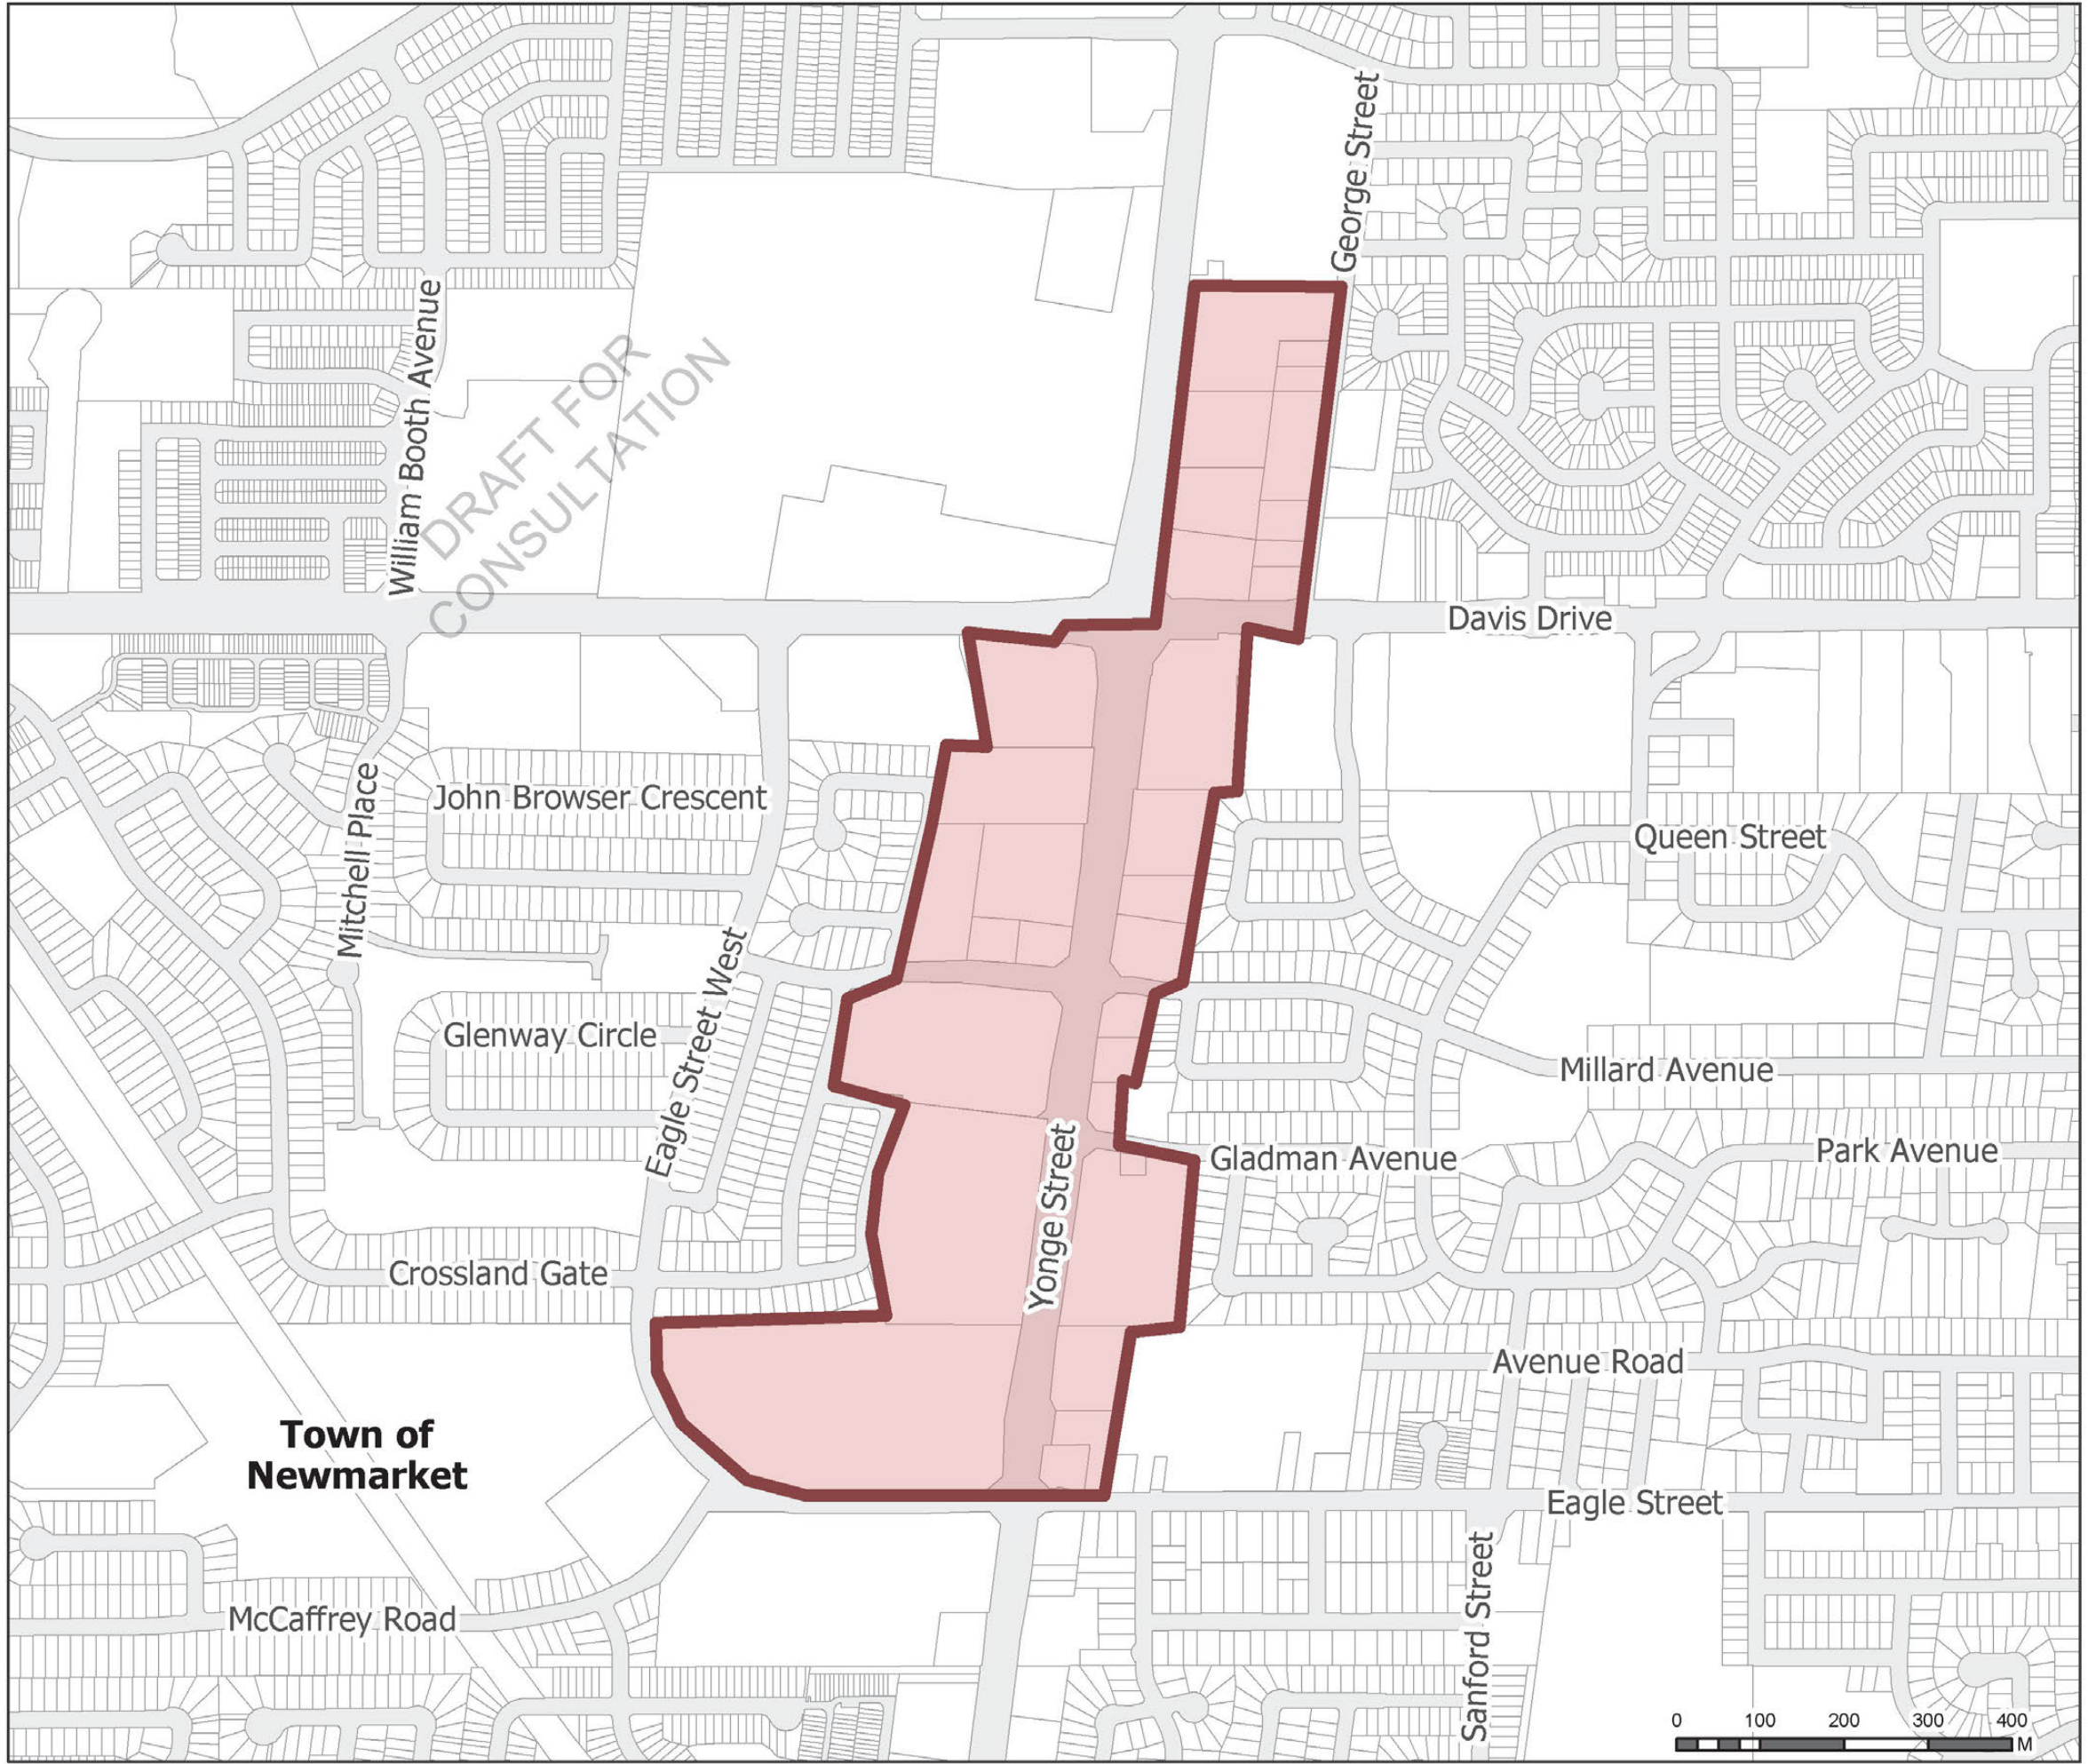 George Street
William Booth Avenue
DRAFT FOR
CONSULTATION
Davis Drive
John Browser Crescent
Mitchell Place
Queen Street
Eagle Street West
Glenway Circle
Millard Avenue
Yonge Street
Gladman Avenue
Park Avenue
Crossland Gate
Avenue Road
Town of
Newmarket
Eagle Street
McCaffrey Road
Sanford Street
0 100 200 300 400
M